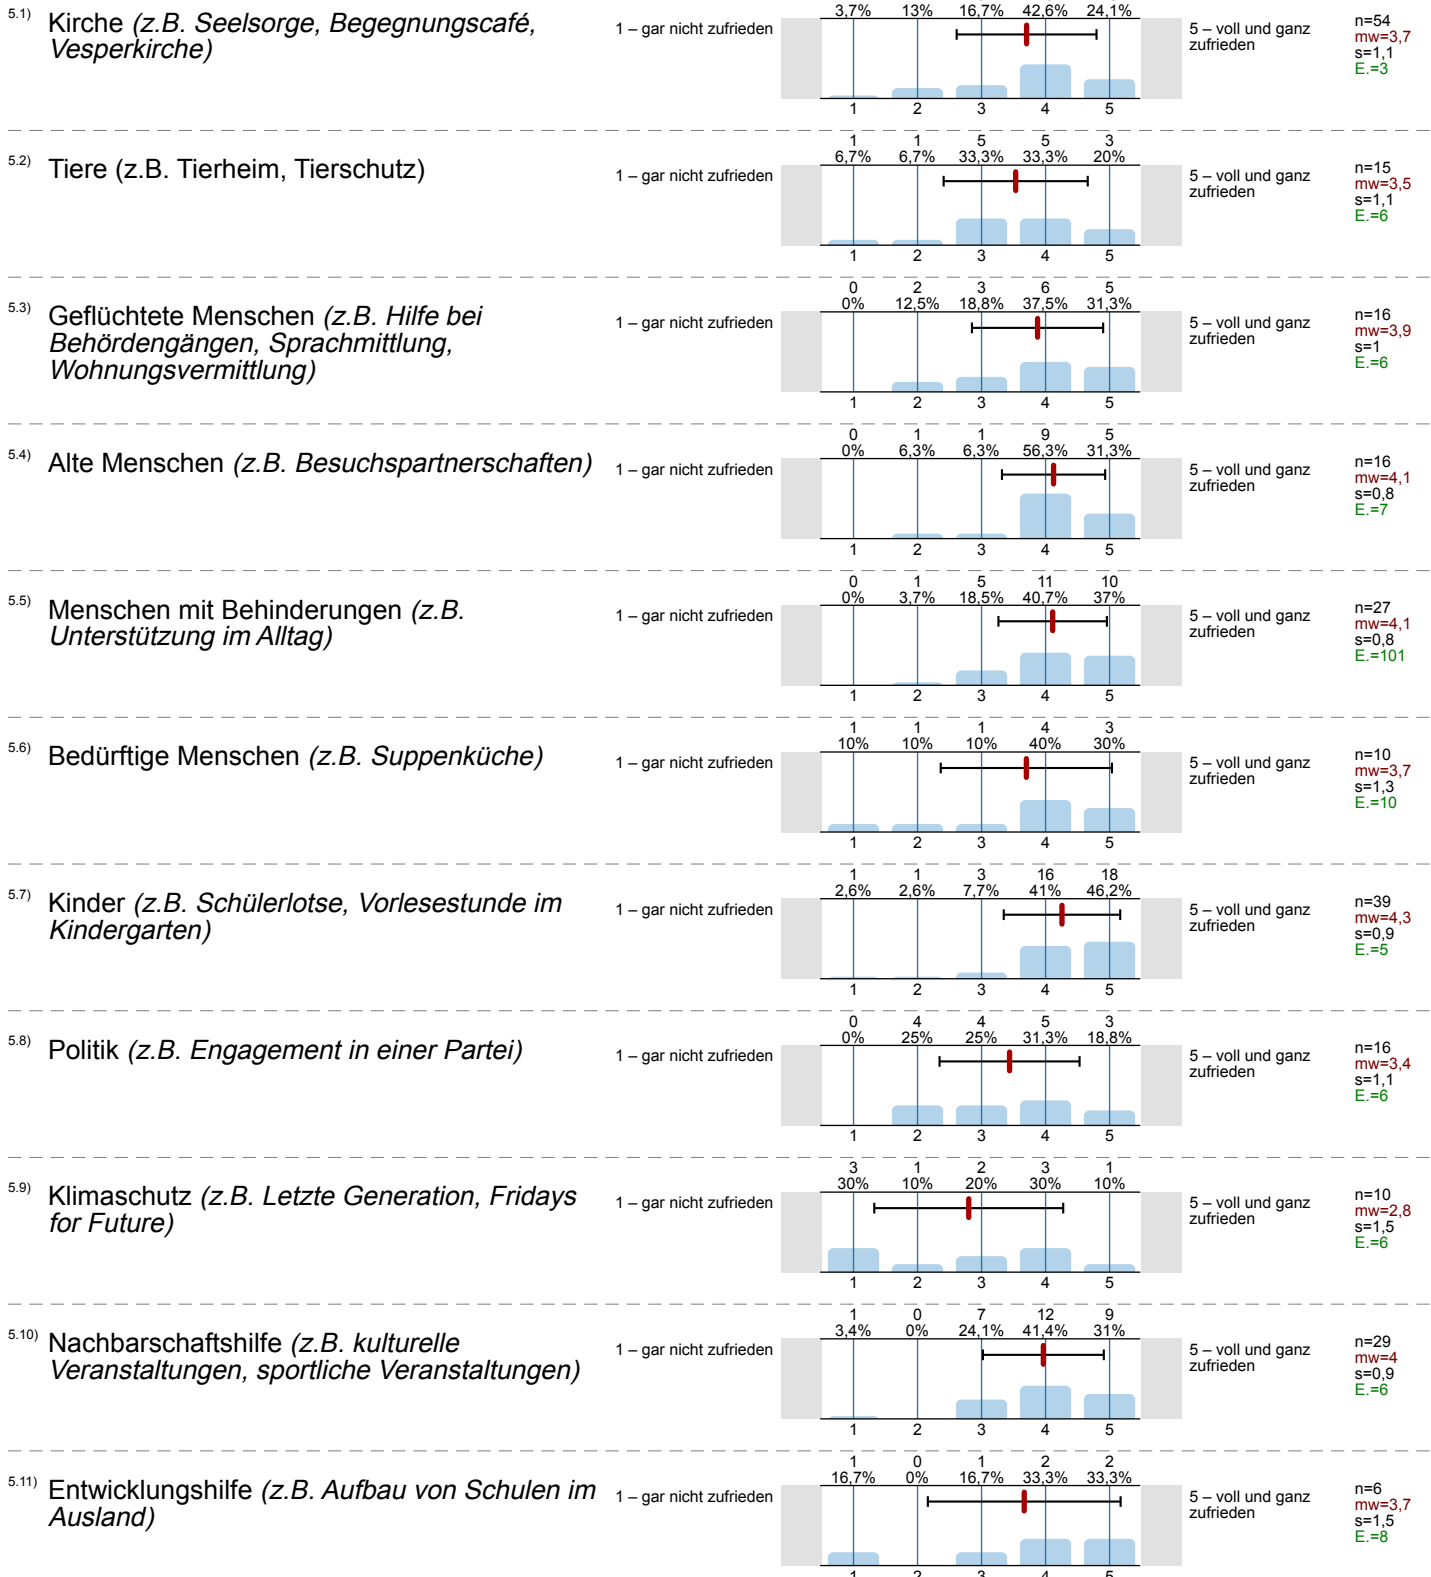 3,7% 13% 16,7% 42,6% 24,1%
5.1) Kirche (z.B. Seelsorge, Begegnungscafé,
Vesperkirche)
1 – gar nicht zufrieden
5 – voll und ganz
zufrieden
n=54
mw=3,7
s=1,1
E.=3
1 2 3 4 5
1 1 5 5 3
6,7% 6,7% 33,3% 33,3% 20%
5.2) Tiere (z.B. Tierheim, Tierschutz)
1 – gar nicht zufrieden
5 – voll und ganz
zufrieden
n=15
mw=3,5
s=1,1
E.=6
1 2 3 4 5
0 2 3 6 5
0% 12,5% 18,8% 37,5% 31,3%
5.3) Geflüchtete Menschen (z.B. Hilfe bei
Behördengängen, Sprachmittlung,
Wohnungsvermittlung)
1 – gar nicht zufrieden
5 – voll und ganz
zufrieden
n=16
mw=3,9
s=1
E.=6
1 2 3 4 5
0 1 1 9 5
0% 6,3% 6,3% 56,3% 31,3%
5.4) Alte Menschen (z.B. Besuchspartnerschaften)
1 – gar nicht zufrieden
5 – voll und ganz
zufrieden
n=16
mw=4,1
s=0,8
E.=7
1 2 3 4 5
0 1 5 11 10
0% 3,7% 18,5% 40,7% 37%
5.5) Menschen mit Behinderungen (z.B.
Unterstützung im Alltag)
1 – gar nicht zufrieden
5 – voll und ganz
zufrieden
n=27
mw=4,1
s=0,8
E.=101
1 2 3 4 5
1 1 1 4 3
10% 10% 10% 40% 30%
5.6) Bedürftige Menschen (z.B. Suppenküche)
1 – gar nicht zufrieden
5 – voll und ganz
zufrieden
n=10
mw=3,7
s=1,3
E.=10
1 2 3 4 5
1 1 3 16 18
2,6% 2,6% 7,7% 41% 46,2%
5.7) Kinder (z.B. Schülerlotse, Vorlesestunde im
Kindergarten)
1 – gar nicht zufrieden
5 – voll und ganz
zufrieden
n=39
mw=4,3
s=0,9
E.=5
1 2 3 4 5
0 4 4 5 3
0% 25% 25% 31,3% 18,8%
5.8) Politik (z.B. Engagement in einer Partei)
1 – gar nicht zufrieden
5 – voll und ganz
zufrieden
n=16
mw=3,4
s=1,1
E.=6
1 2 3 4 5
3 1 2 3 1
30% 10% 20% 30% 10%
5.9) Klimaschutz (z.B. Letzte Generation, Fridays
for Future)
1 – gar nicht zufrieden
5 – voll und ganz
zufrieden
n=10
mw=2,8
s=1,5
E.=6
1 2 3 4 5
1 0 7 12 9
3,4% 0% 24,1% 41,4% 31%
5.10) Nachbarschaftshilfe (z.B. kulturelle
Veranstaltungen, sportliche Veranstaltungen)
1 – gar nicht zufrieden
5 – voll und ganz
zufrieden
n=29
mw=4
s=0,9
E.=6
1 2 3 4 5
1 0 1 2 2
16,7% 0% 16,7% 33,3% 33,3%
5.11) Entwicklungshilfe (z.B. Aufbau von Schulen im
Ausland)
1 – gar nicht zufrieden
5 – voll und ganz
zufrieden
n=6
mw=3,7
s=1,5
E.=8
1 2 3 4 5